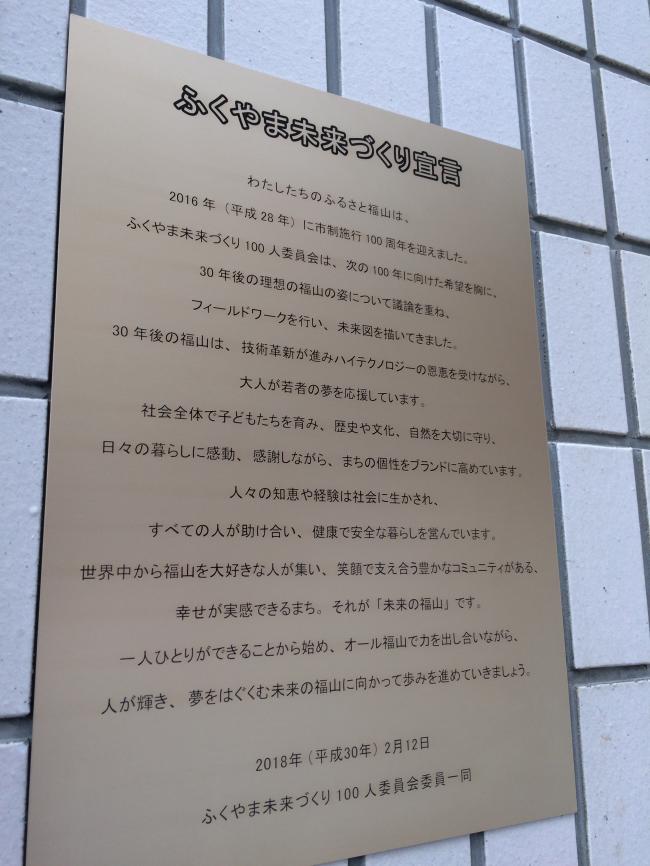 ふくやま未来づくり宣言
わたしたちのふるさと福山は、
2016年（平成28年）に市制施行100周年を迎えました。
ふくやま未来づくり100人委員会は、次の100年に向けた希望を胸に、
30年後の理想の福山の姿について議論を重ね、
フィールドワークを行い、未来図を描いてきました。
30年後の福山は、技術革新が進みハイテクノロジーの恩恵を受けながら、
大人が若者の夢を応援しています。
社会全体で子どもたちを育み、歴史や文化、自然を大切に守り、
日々の暮らしに感動、感謝しながら、まちの個性をブランドに高めています。
人々の知恵や経験は社会に生かされ、
すべての人が助け合い、健康で安全な暮らしを営んでいます。
世界中から福山を大好きな人が集い、笑顔で支え合う豊かなコミュニティがある、
幸せが実感できるまち。それが「未来の福山」です。
一人ひとりができることから始め、オール福山で力を出し合いながら、
人が輝き、夢をはぐくむ未来の福山に向かって歩みを進めていきましょう。
2018年（平成30年）2月12日
ふくやま未来づくり100人委員会委員一同